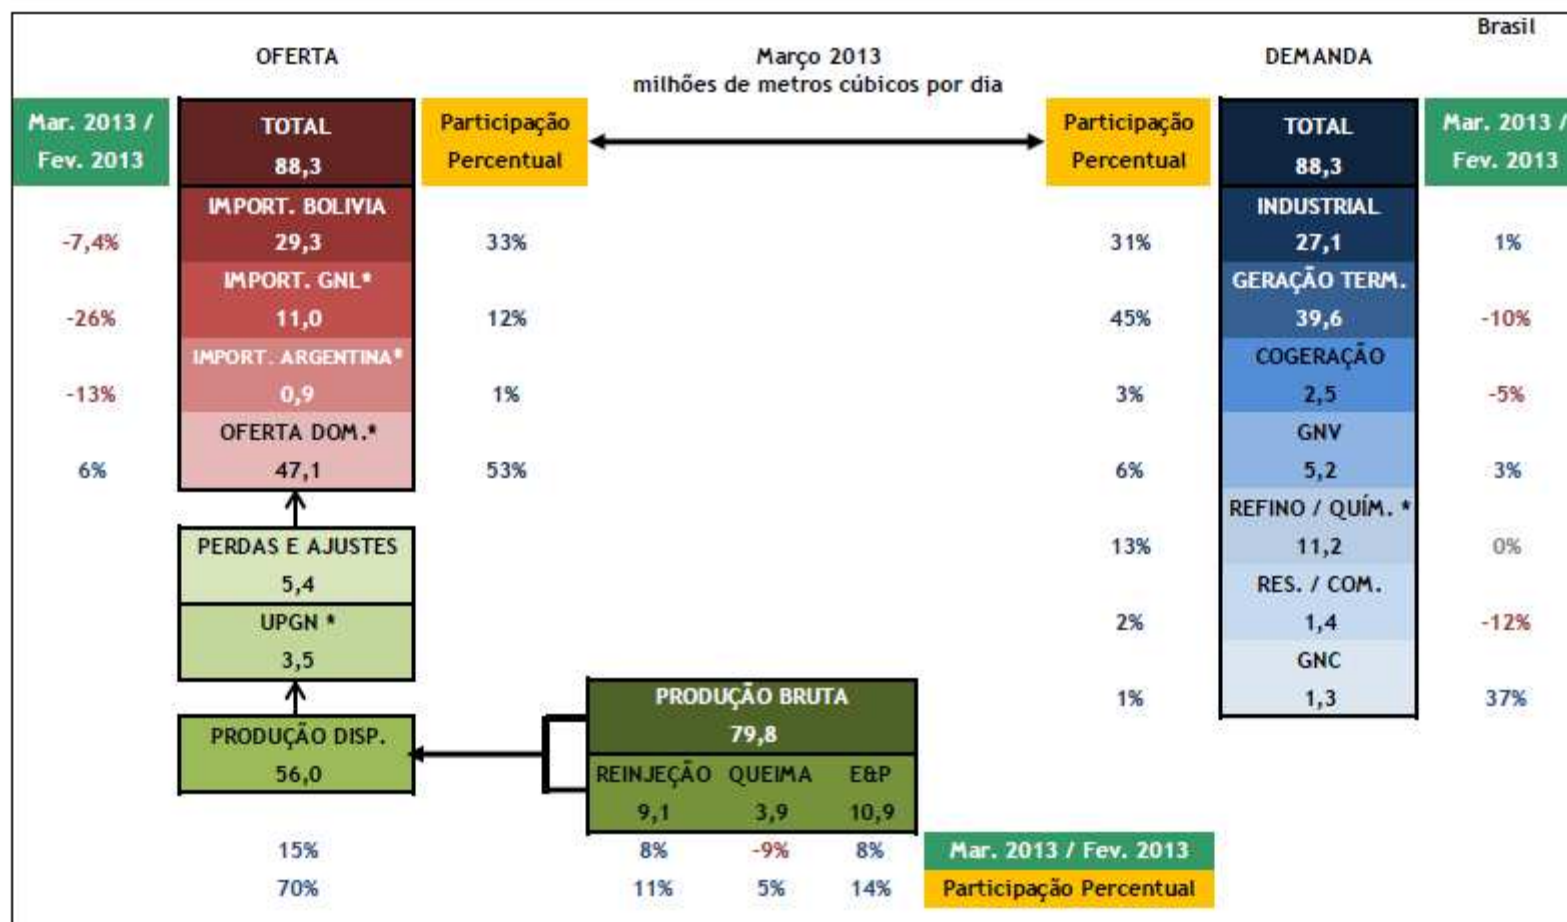 Brasil
OFERTA
Março 2013
DEMANDA
milhões de metros cúbicos por dia
Mar. 2013 /
Fev. 2013
TOTAL
88,3
Participação
Percentual
Participação
Percentual
TOTAL
88,3
Mar. 2013 /
Fev. 2013
IMPORT. BOLIVIA
-7,4% 29,3 33%
IMPORT. GNL*
-26% 11,0 12%
IMPORT. ARGENTINA*
-13% 0,9 1%
OFERTA DOM.*
6% 47,1 53%
INDUSTRIAL
31% 27,1 1%
GERAÇÃO TERM.
45% 39,6 -10%
COGERAÇÃO
3% 2,5 -5%
GNV
6% 5,2 3%
REFINO / QUÍM. *
13% 11,2 0%
RES. / COM.
2% 1,4 -12%
GNC
1% 1,3 37%
PERDAS E AJUSTES
5,4
UPGN *
3,5
PRODUÇÃO DISP.
56,0
PRODUÇÃO BRUTA
79,8
REINJEÇÃO QUEIMA E&P
9,1 3,9 10,9
15% 8% -9% 8% Mar. 2013 / Fev. 2013
70% 11% 5% 14% Participação Percentual